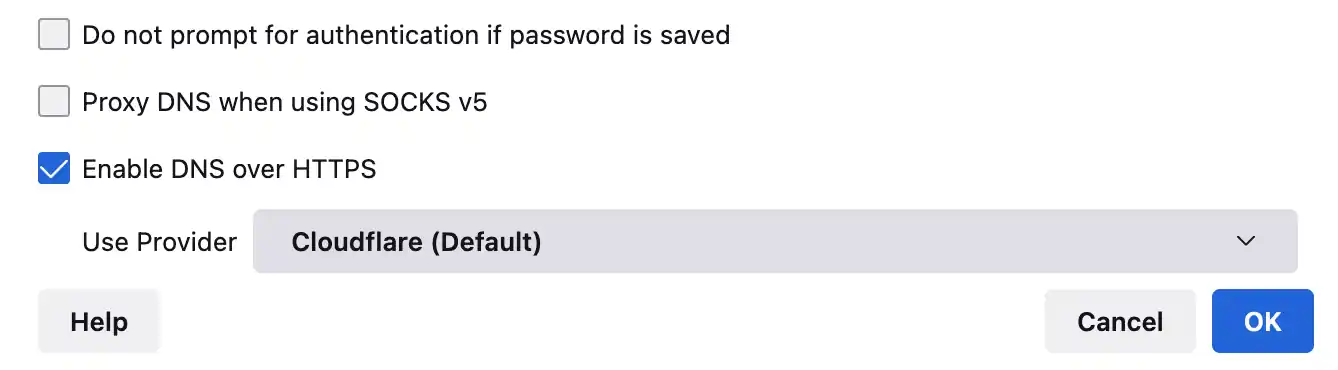 Do not prompt for authentication if password is saved
Proxy DNS when using SOCKS v5
Enable DNS over HTTPS
Use Provider Cloudflare (Default)
Help Cancel OK